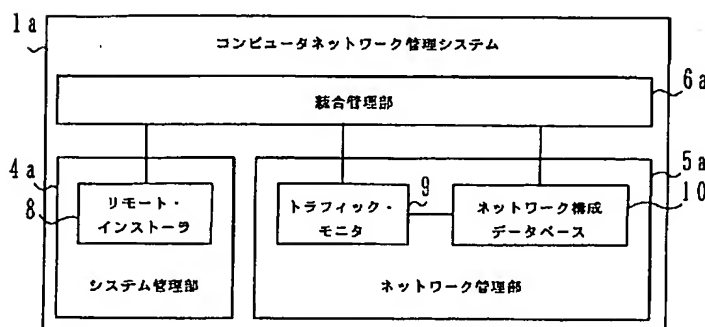 1a
コンピュータネットワーク管理システム
6a
統合管理部
4a
5a
8
リモート・
インストーラ
トラフィック・
モニタ
9
ネットワーク構成
データベース
10
システム管理部
ネットワーク管理部